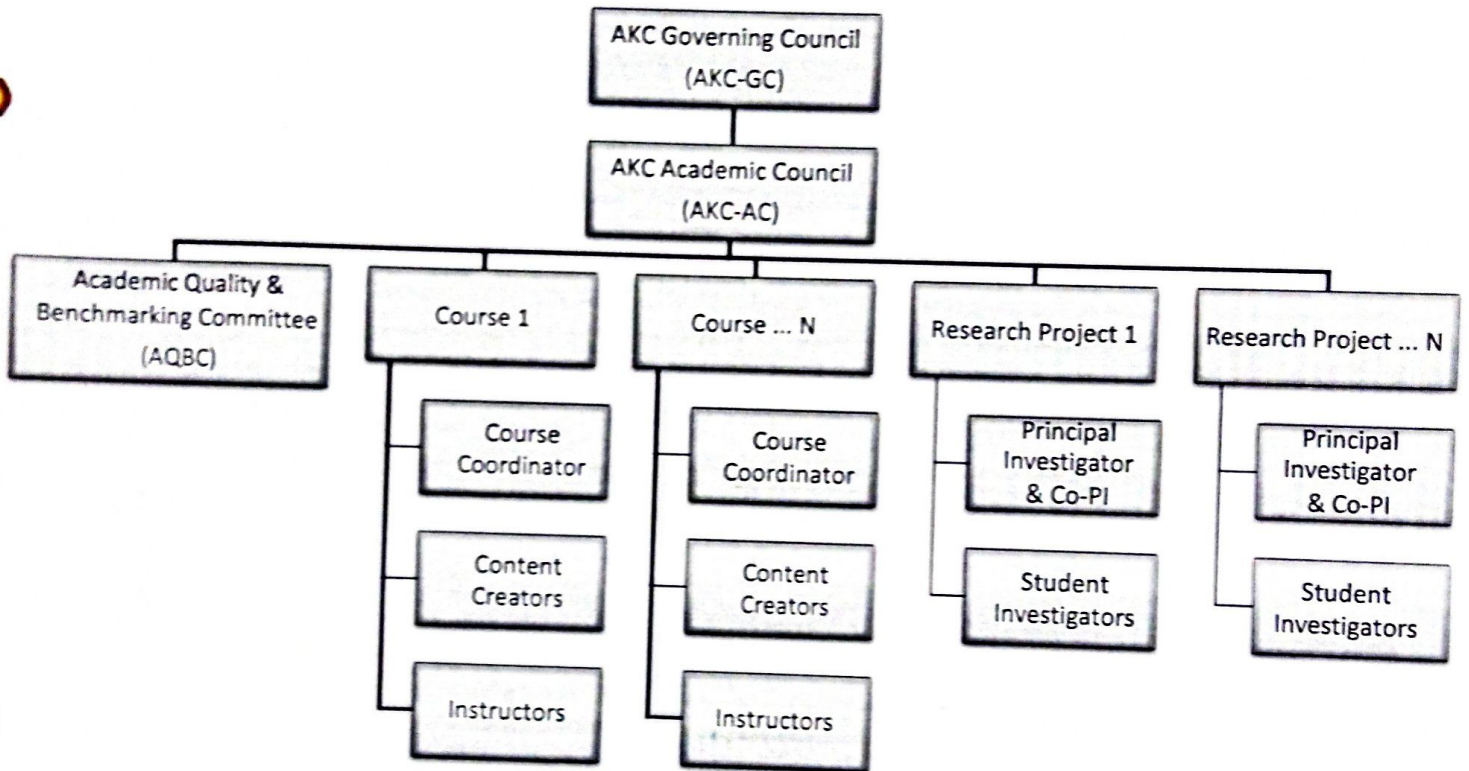 AKC Governing Council
(AKC-GC)
AKC Academic Council
(AKC-AC)
Academic Quality &
Benchmarking Committee
(AQBC)
Course 1
Course ... N
Research Project 1
Research Project ... N
Course
Coordinator
Content
Creators
Instructors
Course
Coordinator
Content
Creators
Instructors
Principal
Investigator
& Co-PI
Student
Investigators
Principal
Investigator
& Co-PI
Student
Investigators